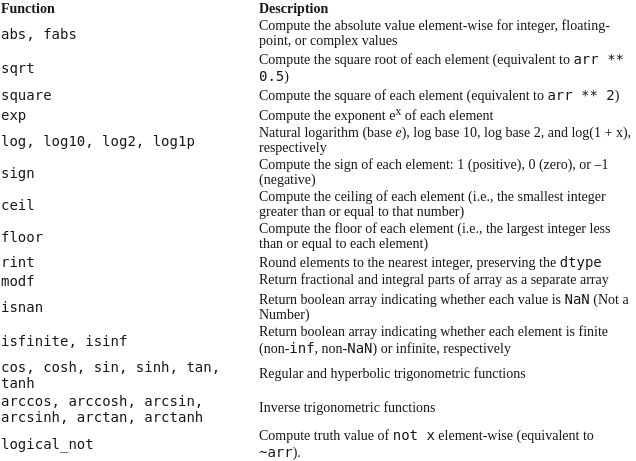 Function Description
abs, fabs Compute the absolute value element-wise for integer, floating-
point, or complex values
sqrt Compute the square root of each element (equivalent to arr **
0.5)
square Compute the square of each element (equivalent to arr ** 2)
exp Compute the exponent e^x of each element
log, log10, log2, log1p Natural logarithm (base e), log base 10, log base 2, and log(1 + x),
respectively
sign Compute the sign of each element: 1 (positive), 0 (zero), or –1
(negative)
ceil Compute the ceiling of each element (i.e., the smallest integer
greater than or equal to that number)
floor Compute the floor of each element (i.e., the largest integer less
than or equal to each element)
rint Round elements to the nearest integer, preserving the dtype
modf Return fractional and integral parts of array as a separate array
isnan Return boolean array indicating whether each value is NaN (Not a
Number)
isfinite, isinf Return boolean array indicating whether each element is finite
(non-inf, non-NaN) or infinite, respectively
cos, cosh, sin, sinh, tan,
tanh Regular and hyperbolic trigonometric functions
arccos, arccosh, arcsin,
arcsinh, arctan, arctanh Inverse trigonometric functions
logical_not Compute truth value of not x element-wise (equivalent to
~arr).